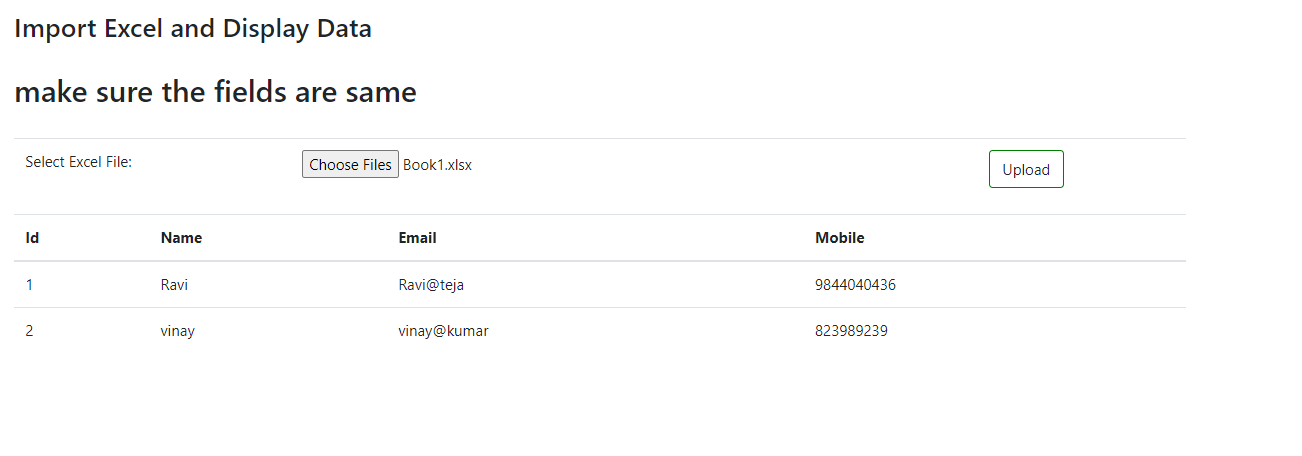 Import Excel and Display Data
make sure the fields are same
Select Excel File: Choose Files Book1.xlsx Upload
Id Name Email Mobile
1 Ravi Ravi@teja 9844040436
2 vinay vinay@kumar 823989239